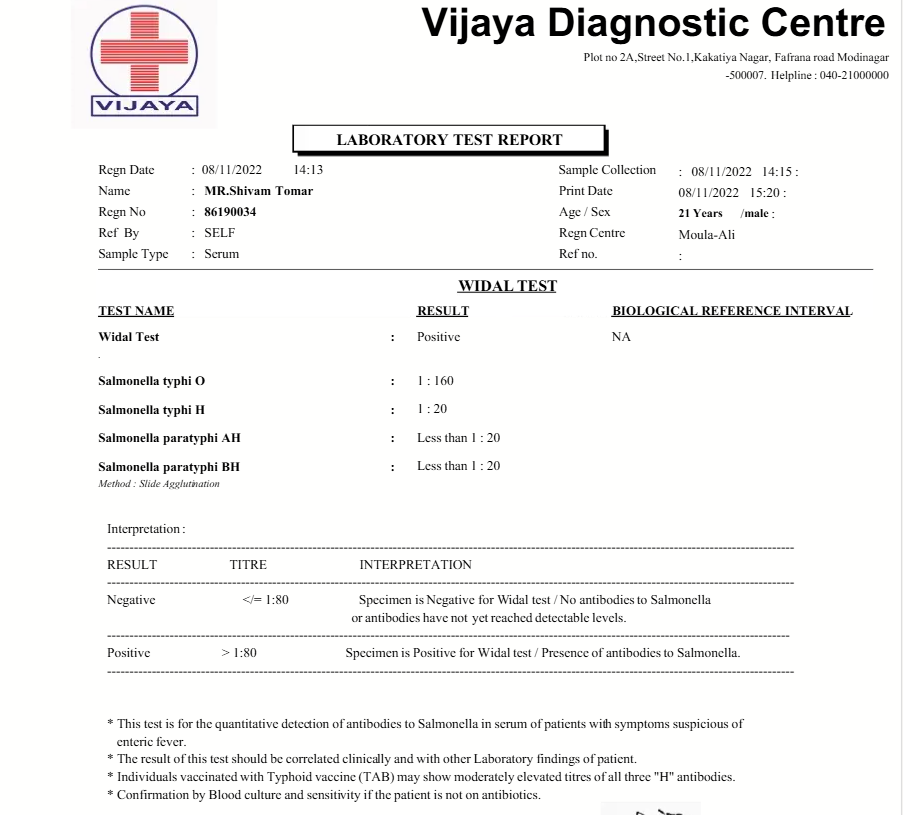 Vijaya Diagnostic Centre
VIJAYA
Plot no 2A,Street No.1,Kakatiya Nagar, Fafrana road Modinagar
-500007. Helpline : 040-21000000
LABORATORY TEST REPORT
Regn Date : 08/11/2022 14:13 Sample Collection : 08/11/2022 14:15 :
Name : MR.Shivam Tomar Print Date 08/11/2022 15:20 :
Regn No : 86190034 Age / Sex 21 Years /male :
Ref By : SELF Regn Centre Moula-Ali
Sample Type : Serum Ref no. :
WIDAL TEST
TEST NAME RESULT BIOLOGICAL REFERENCE INTERVAL
Widal Test : Positive NA
.
Salmonella typhi O : 1 : 160
Salmonella typhi H : 1 : 20
Salmonella paratyphi AH : Less than 1 : 20
Salmonella paratyphi BH : Less than 1 : 20
Method : Slide Agglutination
Interpretation :
RESULT TITRE INTERPRETATION
Negative </= 1:80 Specimen is Negative for Widal test / No antibodies to Salmonella
or antibodies have not yet reached detectable levels.
Positive > 1:80 Specimen is Positive for Widal test / Presence of antibodies to Salmonella.
* This test is for the quantitative detection of antibodies to Salmonella in serum of patients with symptoms suspicious of
enteric fever.
* The result of this test should be correlated clinically and with other Laboratory findings of patient.
* Individuals vaccinated with Typhoid vaccine (TAB) may show moderately elevated titres of all three "H" antibodies.
* Confirmation by Blood culture and sensitivity if the patient is not on antibiotics.